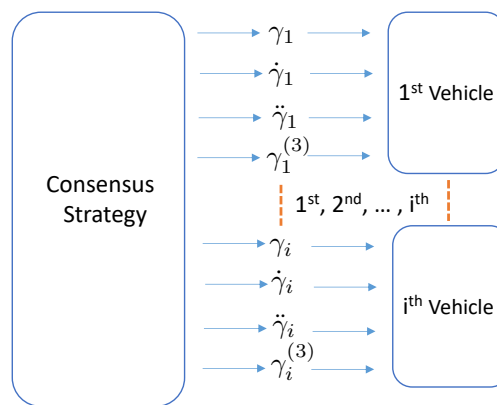 γ₁
γ̇₁
1ˢᵗ Vehicle
γ̈₁
γ₁⁽³⁾
Consensus
Strategy
1ˢᵗ, 2ⁿᵈ, ... , iᵗʰ
γᵢ
γ̇ᵢ
iᵗʰ Vehicle
γ̈ᵢ
γᵢ⁽³⁾